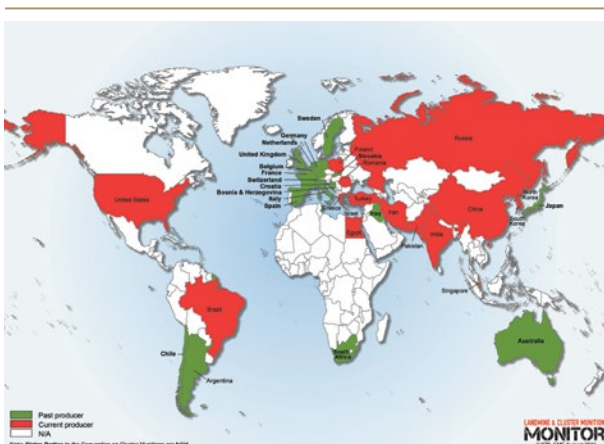 Sweden
Germany
Netherlands
United Kingdom
Belgium
France
Switzerland
Croatia
Bosnia & Herzegovina
Italy
Spain
Greece
Poland
Slovakia
Romania
Russia
Turkey
Israel
Iraq
Iran
Egypt
Pakistan
India
China
North
Korea
South
Korea
Japan
Singapore
United States
Brazil
Chile
Argentina
South
Africa
Australia
Past producer
Current producer
N/A
LANDMINE & CLUSTER MUNITION
MONITOR